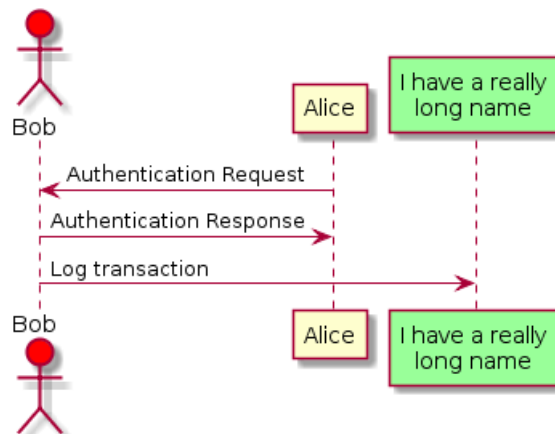 Bob
Alice
I have a really
long name
Authentication Request
Authentication Response
Log transaction
Bob
Alice
I have a really
long name